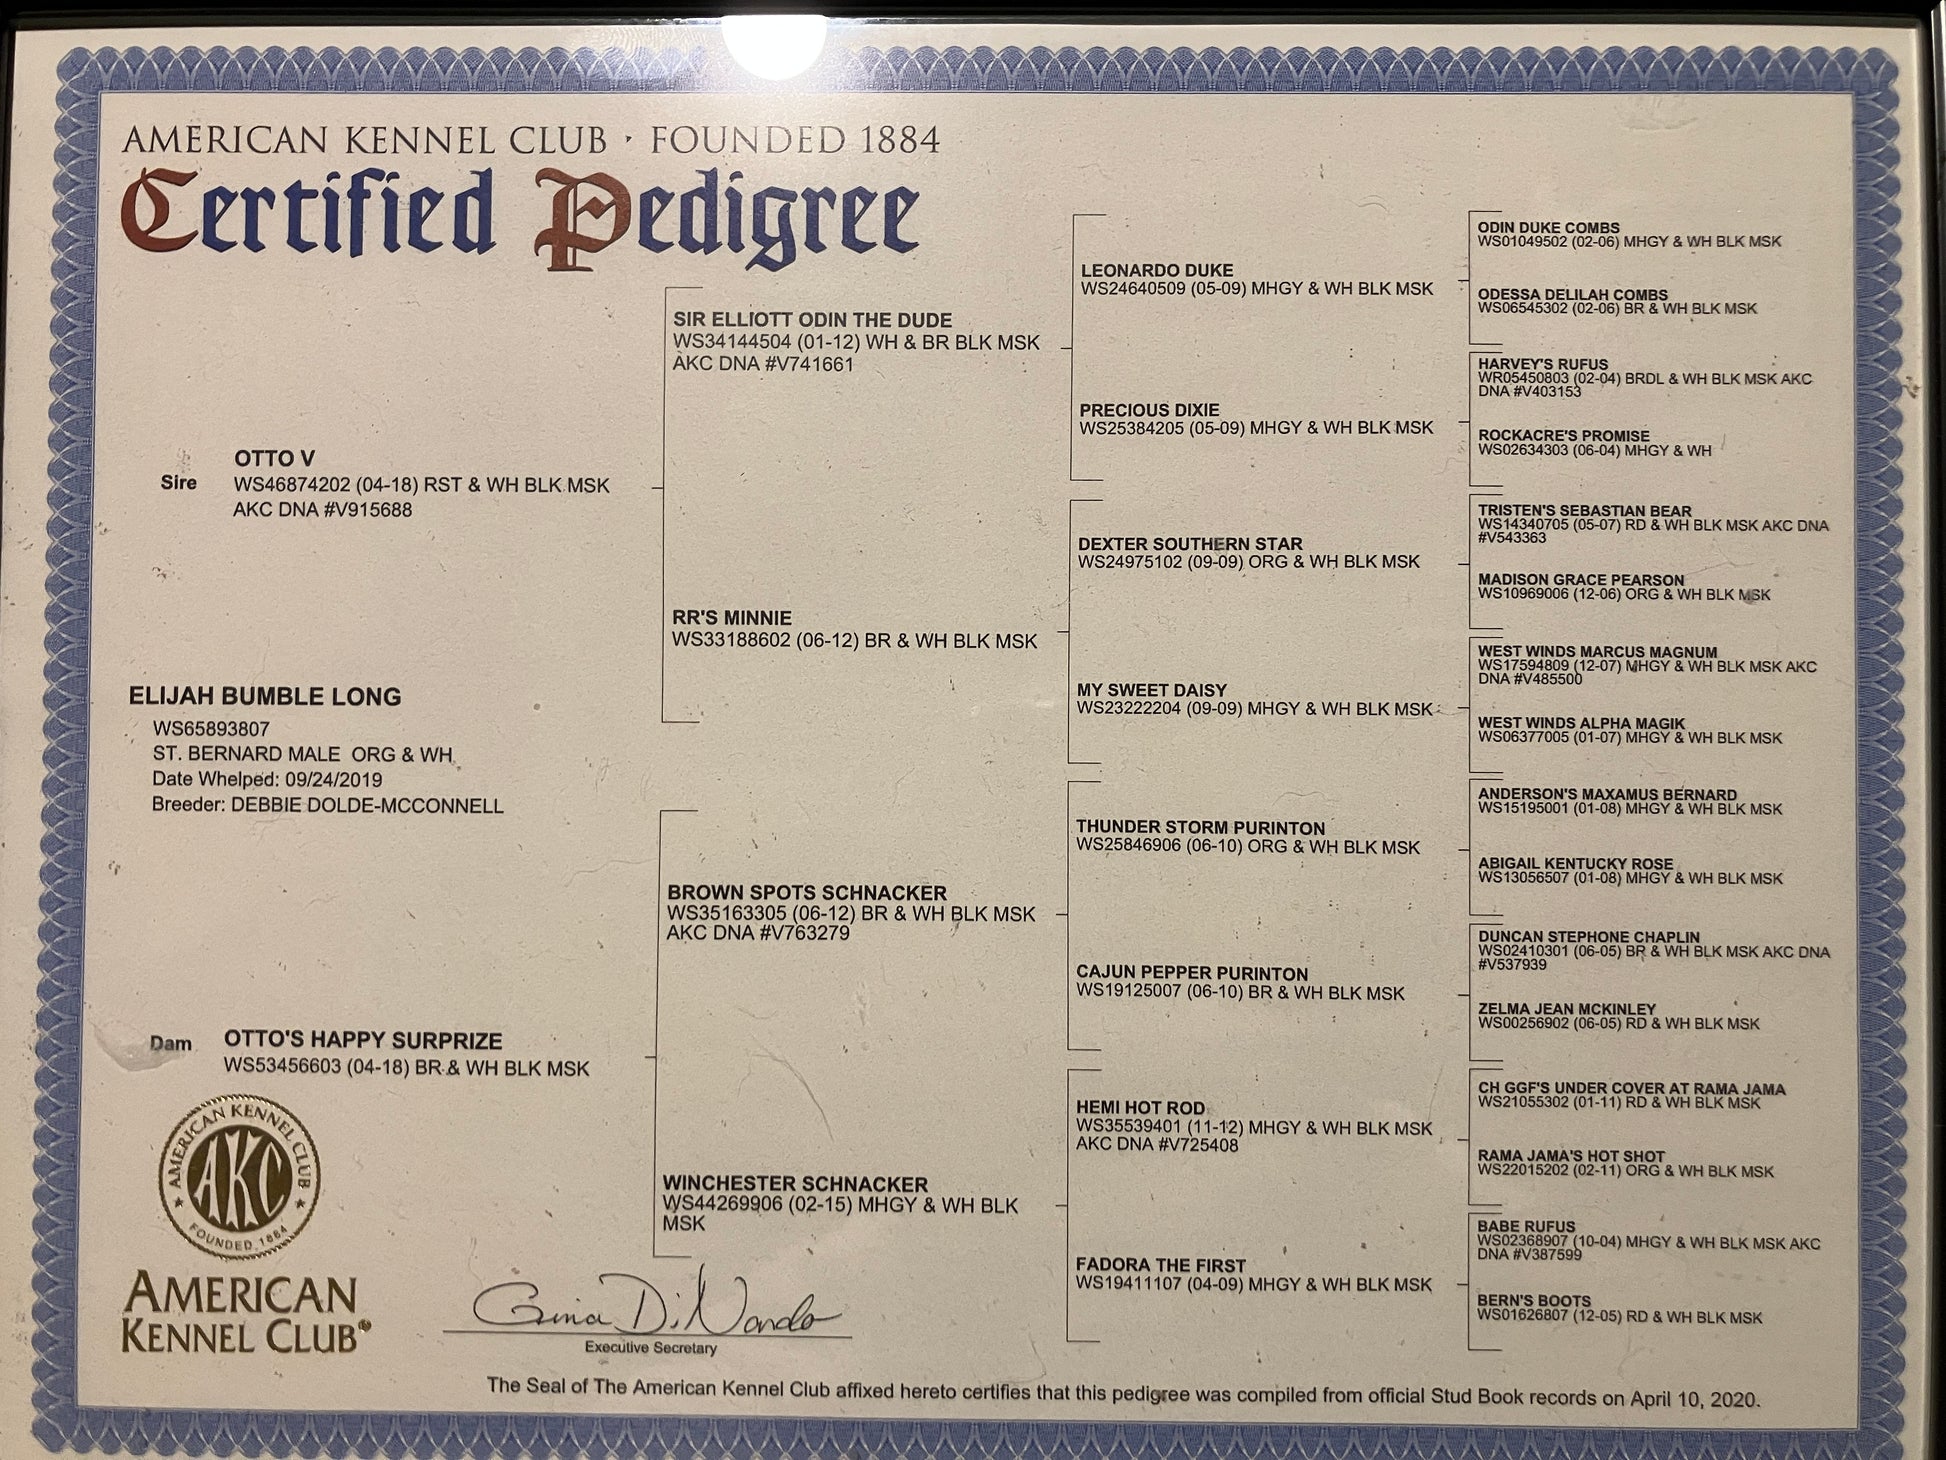 AMERICAN KENNEL CLUB · FOUNDED 1884
Certified Pedigree
Sire
OTTO V
WS46874202 (04-18) RST & WH BLK MSK
AKC DNA #V915688
ELIJAH BUMBLE LONG
WS65893807
ST. BERNARD MALE ORG & WH
Date Whelped: 09/24/2019
Breeder: DEBBIE DOLDE-MCCONNELL
Dam
OTTO'S HAPPY SURPRIZE
WS53456603 (04-18) BR & WH BLK MSK
SIR ELLIOTT ODIN THE DUDE
WS34144504 (01-12) WH & BR BLK MSK
AKC DNA #V741661
RR'S MINNIE
WS33188602 (06-12) BR & WH BLK MSK
BROWN SPOTS SCHNACKER
WS35163305 (06-12) BR & WH BLK MSK
AKC DNA #V763279
WINCHESTER SCHNACKER
WS44269906 (02-15) MHGY & WH BLK
MSK
LEONARDO DUKE
WS24640509 (05-09) MHGY & WH BLK MSK
PRECIOUS DIXIE
WS25384205 (05-09) MHGY & WH BLK MSK
DEXTER SOUTHERN STAR
WS24975102 (09-09) ORG & WH BLK MSK
MY SWEET DAISY
WS23222204 (09-09) MHGY & WH BLK MSK
THUNDER STORM PURINTON
WS25846906 (06-10) ORG & WH BLK MSK
CAJUN PEPPER PURINTON
WS19125007 (06-10) BR & WH BLK MSK
HEMI HOT ROD
WS35539401 (11-12) MHGY & WH BLK MSK
AKC DNA #V725408
FADORA THE FIRST
WS19411107 (04-09) MHGY & WH BLK MSK
ODIN DUKE COMBS
WS01049502 (02-06) MHGY & WH BLK MSK
ODESSA DELILAH COMBS
WS06545302 (02-06) BR & WH BLK MSK
HARVEY'S RUFUS
WR05450803 (02-04) BRDL & WH BLK MSK AKC
DNA #V403153
ROCKACRE'S PROMISE
WS02634303 (06-04) MHGY & WH
TRISTEN'S SEBASTIAN BEAR
WS14340705 (05-07) RD & WH BLK MSK AKC DNA
#V543363
MADISON GRACE PEARSON
WS10969006 (12-06) ORG & WH BLK MSK
WEST WINDS MARCUS MAGNUM
WS17594809 (12-07) MHGY & WH BLK MSK AKC
DNA #V485500
WEST WINDS ALPHA MAGIK
WS06377005 (01-07) MHGY & WH BLK MSK
ANDERSON'S MAXAMUS BERNARD
WS15195001 (01-08) MHGY & WH BLK MSK
ABIGAIL KENTUCKY ROSE
WS13056507 (01-08) MHGY & WH BLK MSK
DUNCAN STEPHONE CHAPLIN
WS02410301 (06-05) BR & WH BLK MSK AKC DNA
#V537939
ZELMA JEAN MCKINLEY
WS00256902 (06-05) RD & WH BLK MSK
CH GGF'S UNDER COVER AT RAMA JAMA
WS21055302 (01-11) RD & WH BLK MSK
RAMA JAMA'S HOT SHOT
WS22015202 (02-11) ORG & WH BLK MSK
BABE RUFUS
WS02368907 (10-04) MHGY & WH BLK MSK AKC
DNA #V387599
BERN'S BOOTS
WS01626807 (12-05) RD & WH BLK MSK
AMERICAN KENNEL CLUB
AKC
FOUNDED 1884
AMERICAN
KENNEL CLUB®
Gina DiNardo
Executive Secretary
The Seal of The American Kennel Club affixed hereto certifies that this pedigree was compiled from official Stud Book records on April 10, 2020.